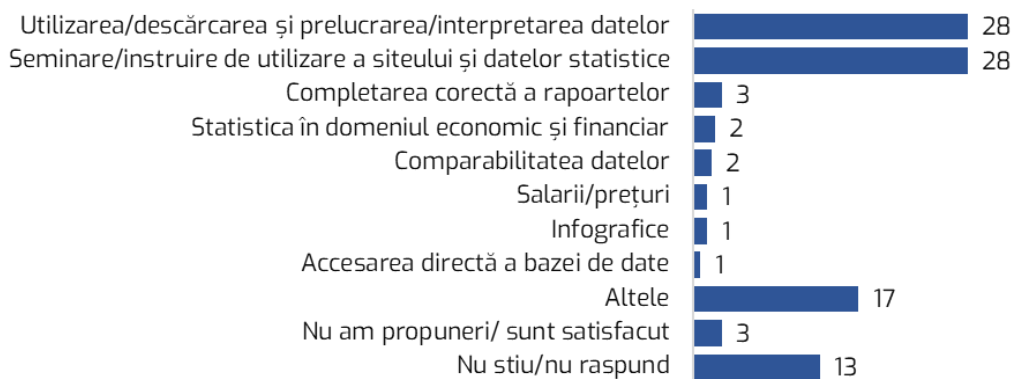 Utilizarea/descărcarea și prelucrarea/interpretarea datelor 28
Seminare/instruire de utilizare a siteului și datelor statistice 28
Completarea corectă a rapoartelor 3
Statistica în domeniul economic și financiar 2
Comparabilitatea datelor 2
Salarii/prețuri 1
Infografice 1
Accesarea directă a bazei de date 1
Altele 17
Nu am propuneri/ sunt satisfacut 3
Nu stiu/nu raspund 13